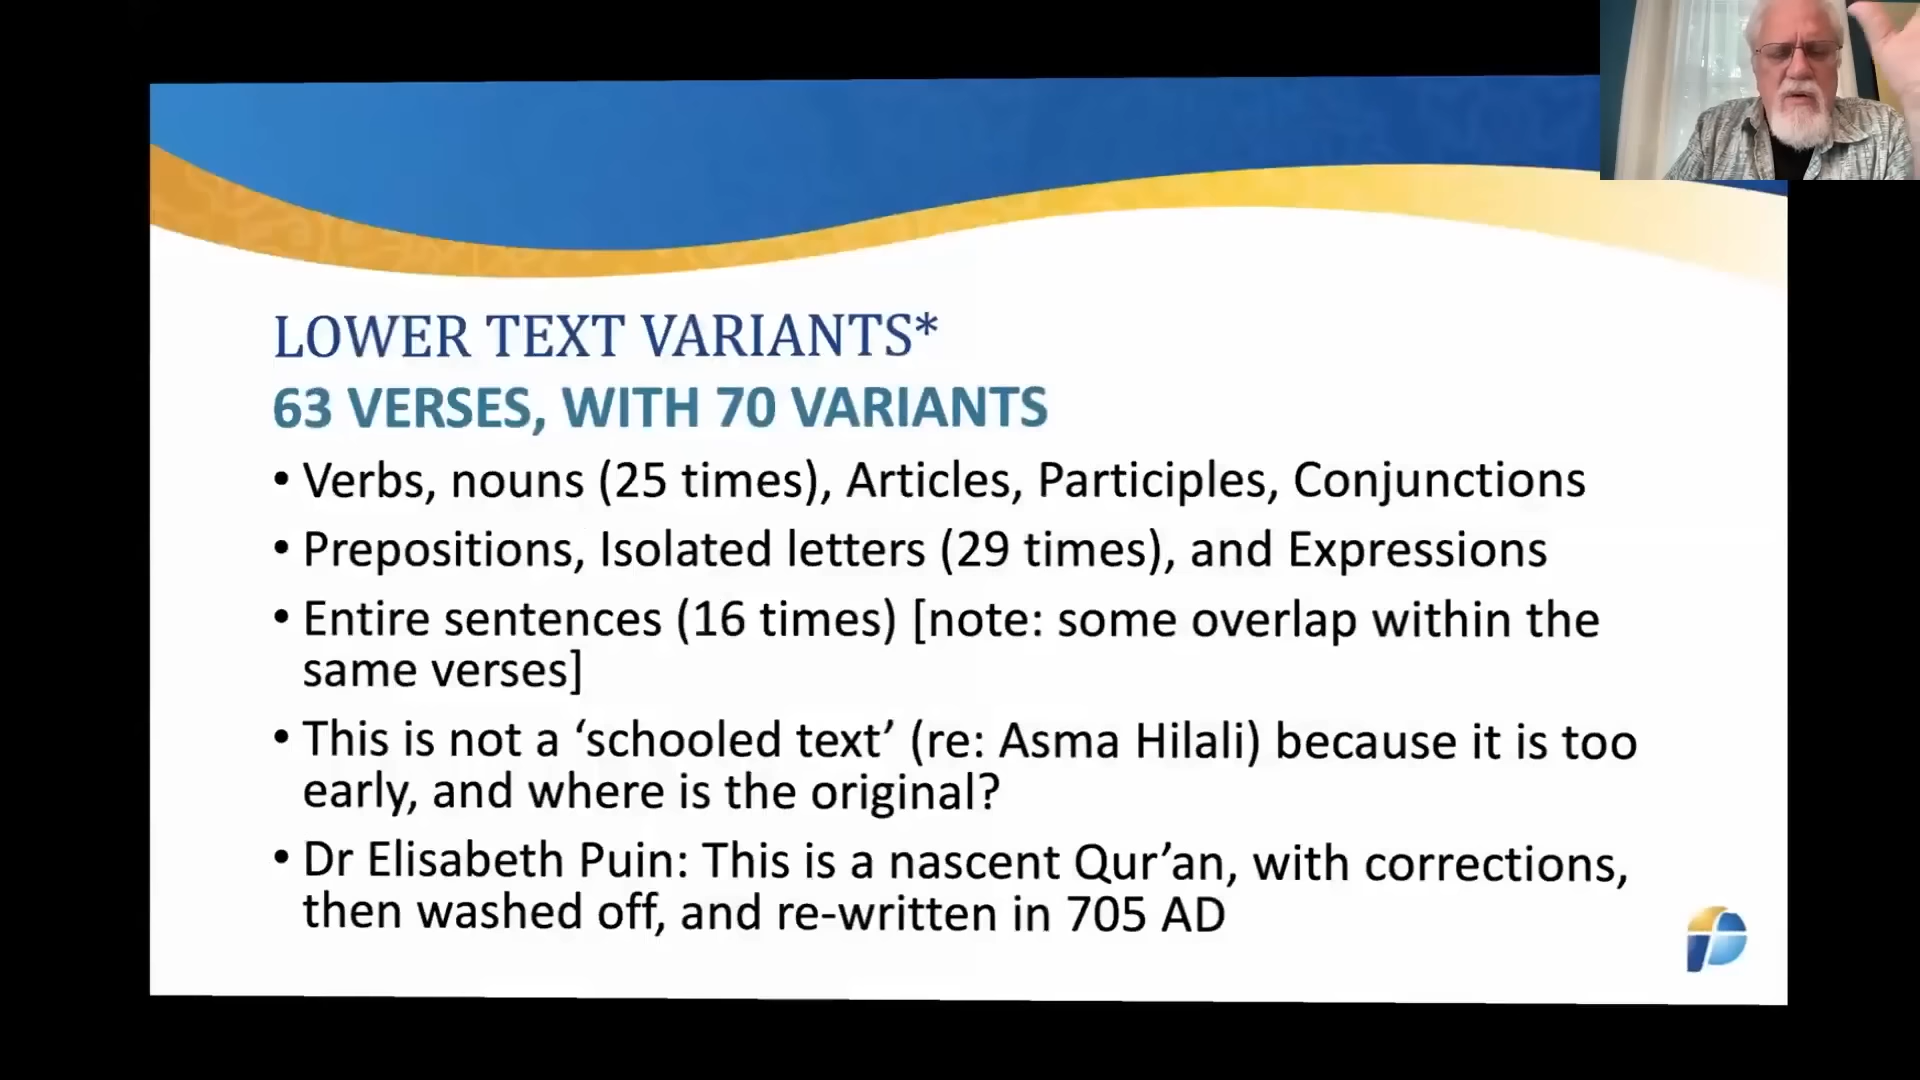 LOWER TEXT VARIANTS*
63 VERSES, WITH 70 VARIANTS
• Verbs, nouns (25 times), Articles, Participles, Conjunctions
• Prepositions, Isolated letters (29 times), and Expressions
• Entire sentences (16 times) [note: some overlap within the
same verses]
• This is not a ‘schooled text’ (re: Asma Hilali) because it is too
early, and where is the original?
• Dr Elisabeth Puin: This is a nascent Qur’an, with corrections,
then washed off, and re-written in 705 AD